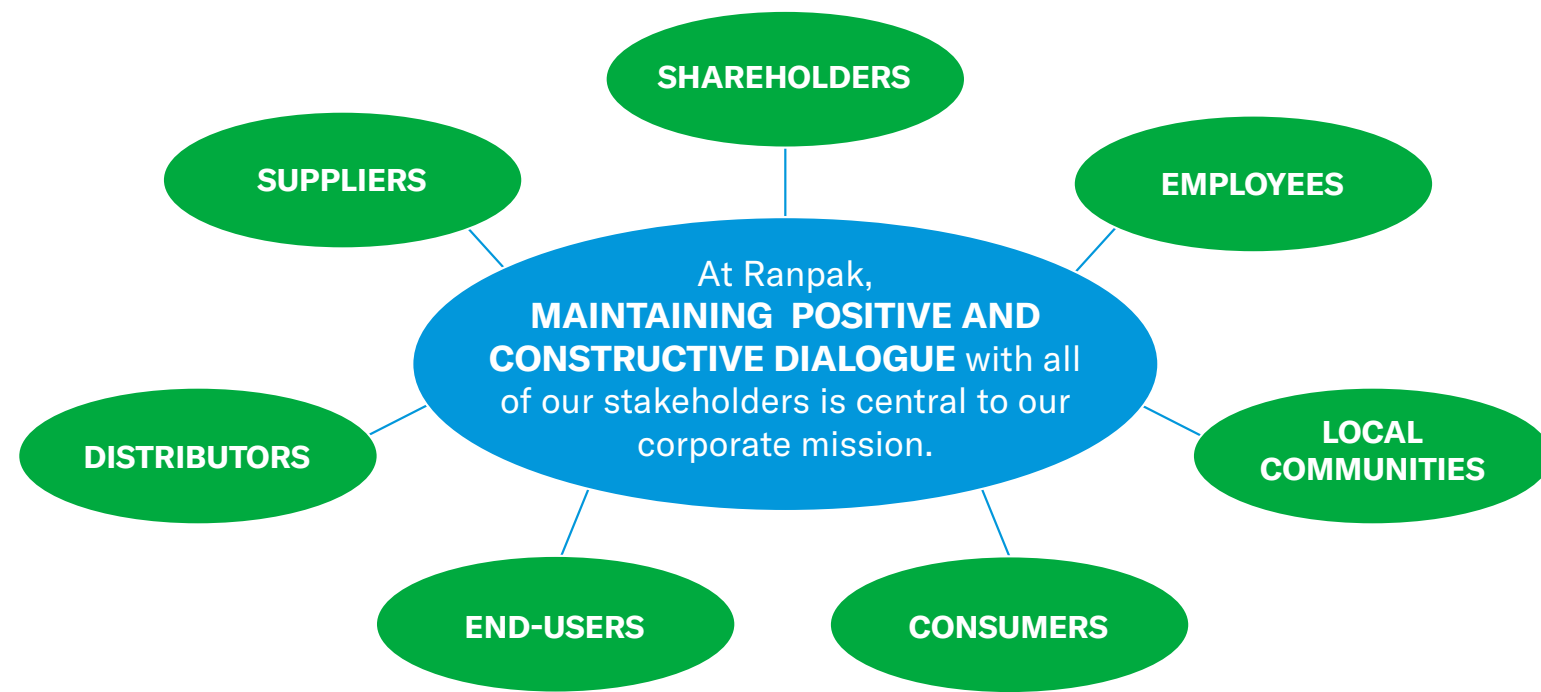 SHAREHOLDERS
SUPPLIERS
EMPLOYEES
At Ranpak,
MAINTAINING POSITIVE AND
CONSTRUCTIVE DIALOGUE with all
of our stakeholders is central to our
corporate mission.
DISTRIBUTORS
LOCAL
COMMUNITIES
END-USERS
CONSUMERS